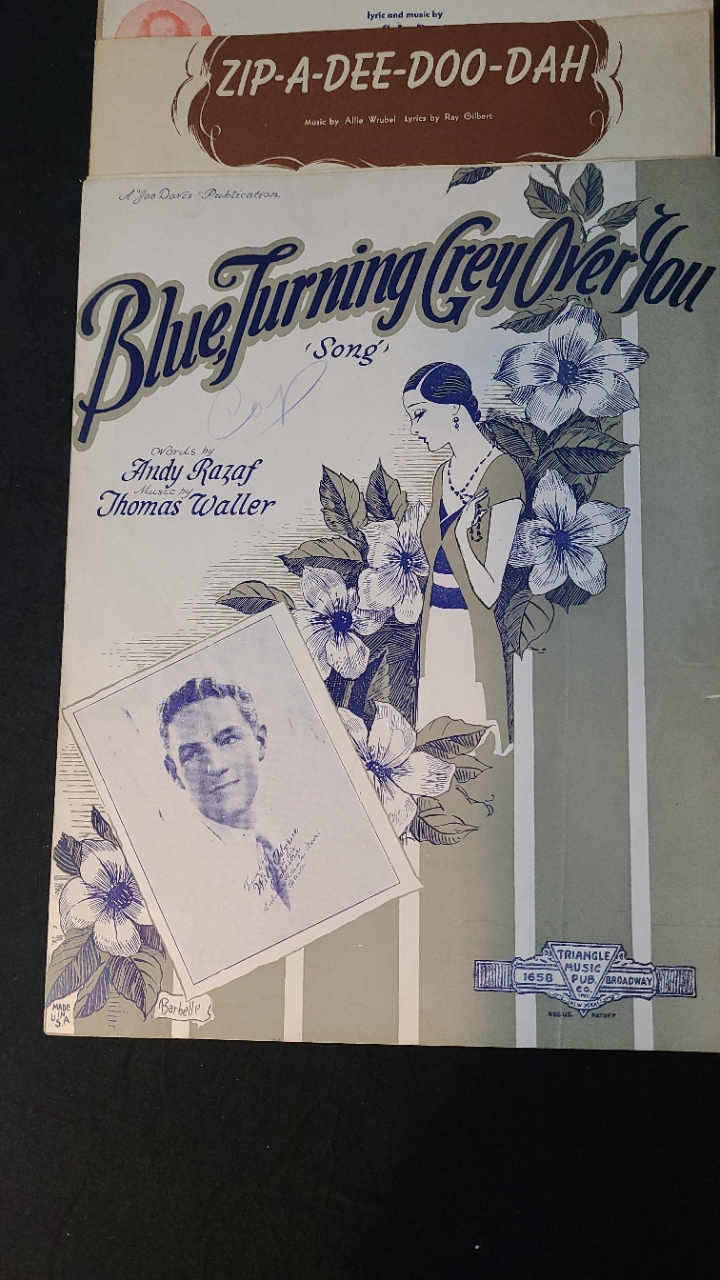 lyric and music by
ZIP-A-DEE-DOO-DAH
Music by Allie Wrubel Lyrics by Ray Gilbert
A "Joe Davis" Publication
Blue, Turning Grey Over You
'Song'
Words by
Andy Razaf
Music by
Thomas Waller
MADE
IN
U.S.A
Barbelle
TRIANGLE
MUSIC
1658 PUB. BROADWAY
CO.
INC.
NEW YORK
REG. U.S. PAT. OFF